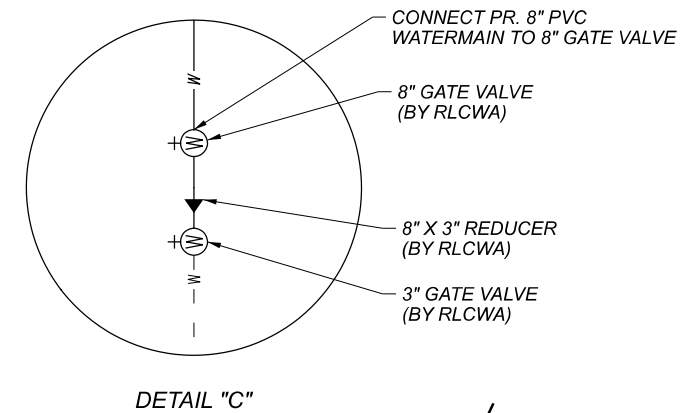 CONNECT PR. 8" PVC
WATERMAIN TO 8" GATE VALVE
W
8" GATE VALVE
(BY RLCWA)
W
8" X 3" REDUCER
(BY RLCWA)
W
W
3" GATE VALVE
(BY RLCWA)
DETAIL "C"